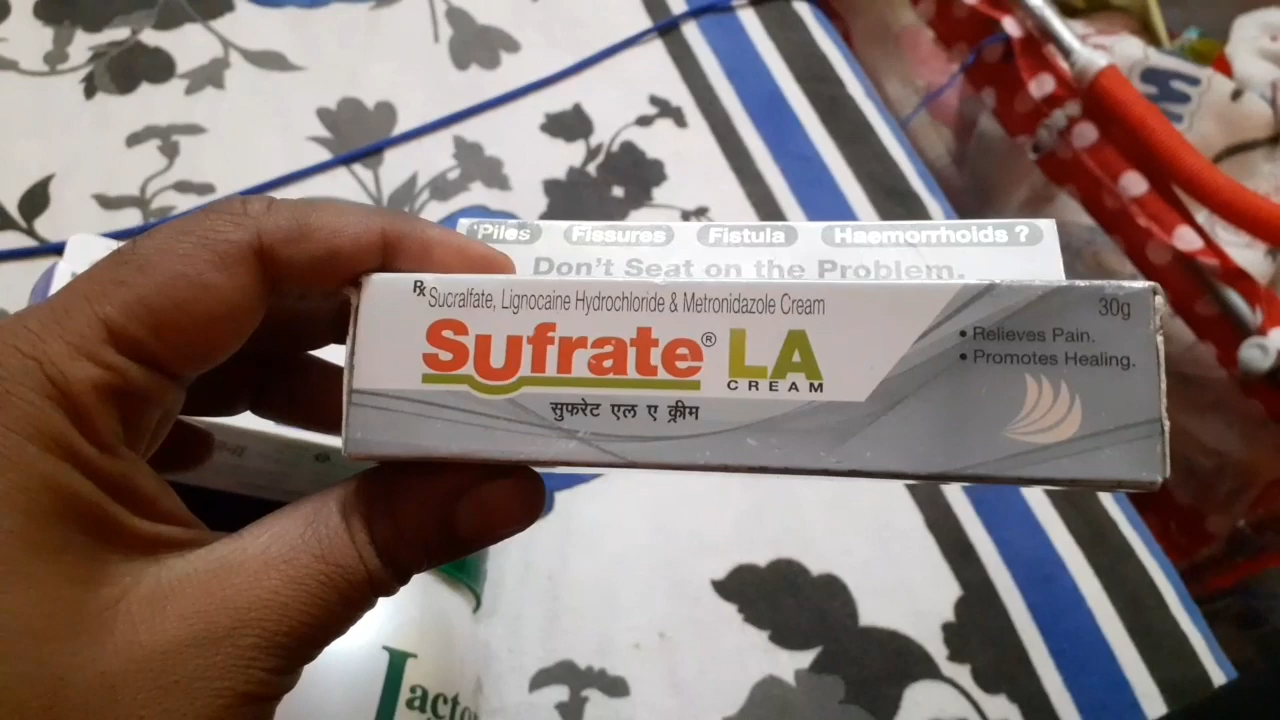 'Piles Fissures Fistula Haemorrhoids ?
Don't Seat on the Problem.
Rx Sucralfate, Lignocaine Hydrochloride & Metronidazole Cream
30g
Sufrate® LA
CREAM
सुफरेट एल ए क्रीम
• Relieves Pain.
• Promotes Healing.